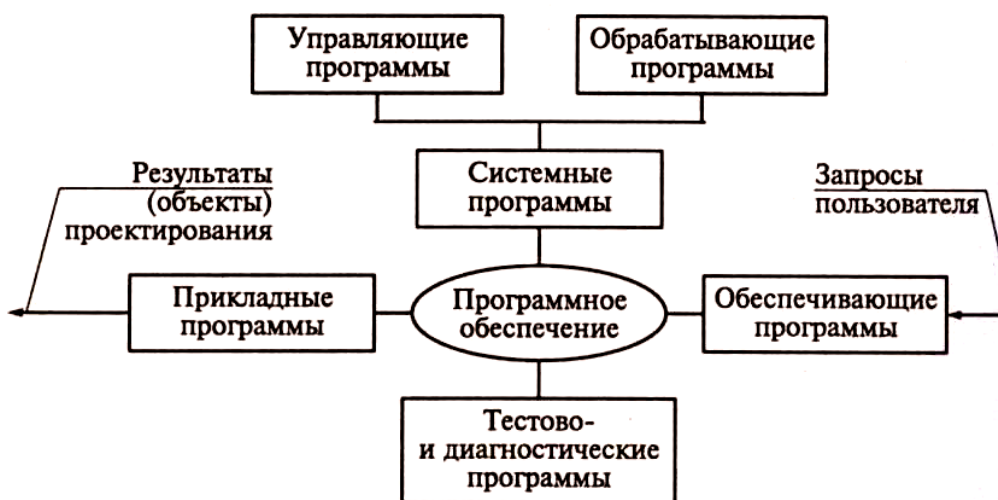 Управляющие
программы
Обрабатывающие
программы
Результаты
(объекты)
проектирования
Системные
программы
Запросы
пользователя
Прикладные
программы
Программное
обеспечение
Обеспечивающие
программы
Тестово-
и диагностические
программы